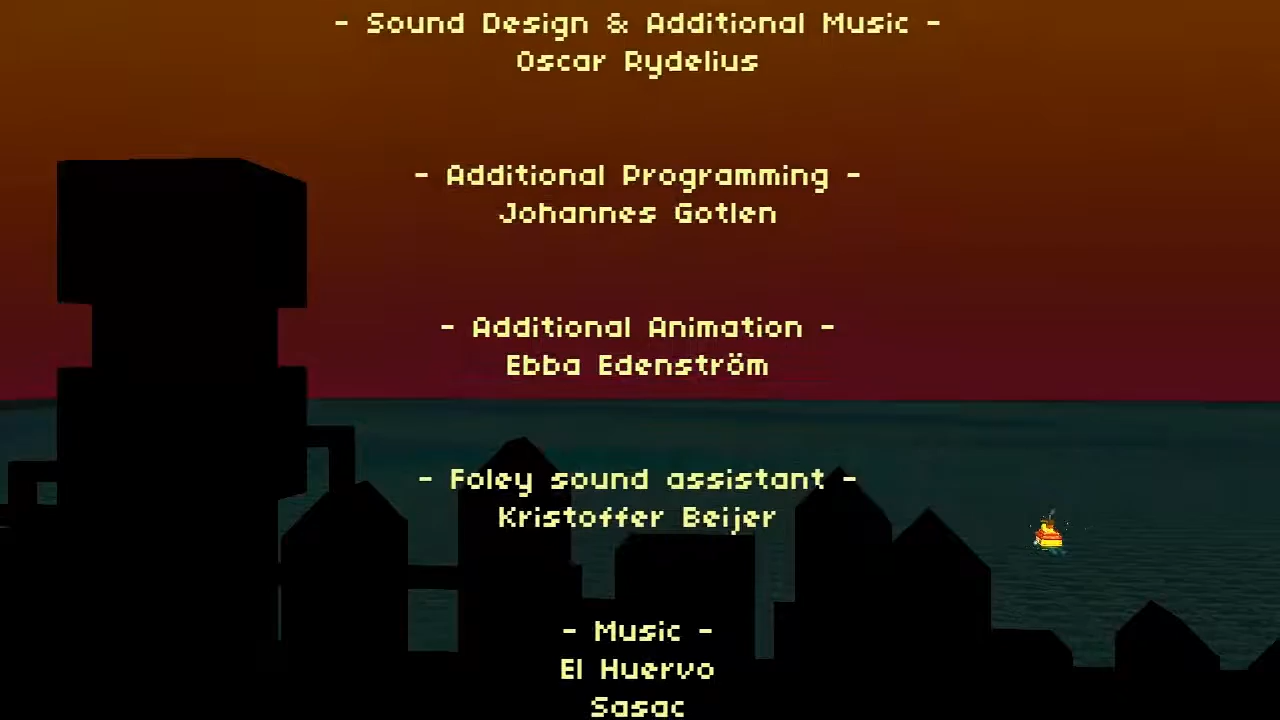 - Sound Design & Additional Music -
Oscar Rydelius
- Additional Programming -
Johannes Gotlen
- Additional Animation -
Ebba Edenström
- Foley sound assistant -
Kristoffer Beijer
- Music -
El Huervo
Sasac